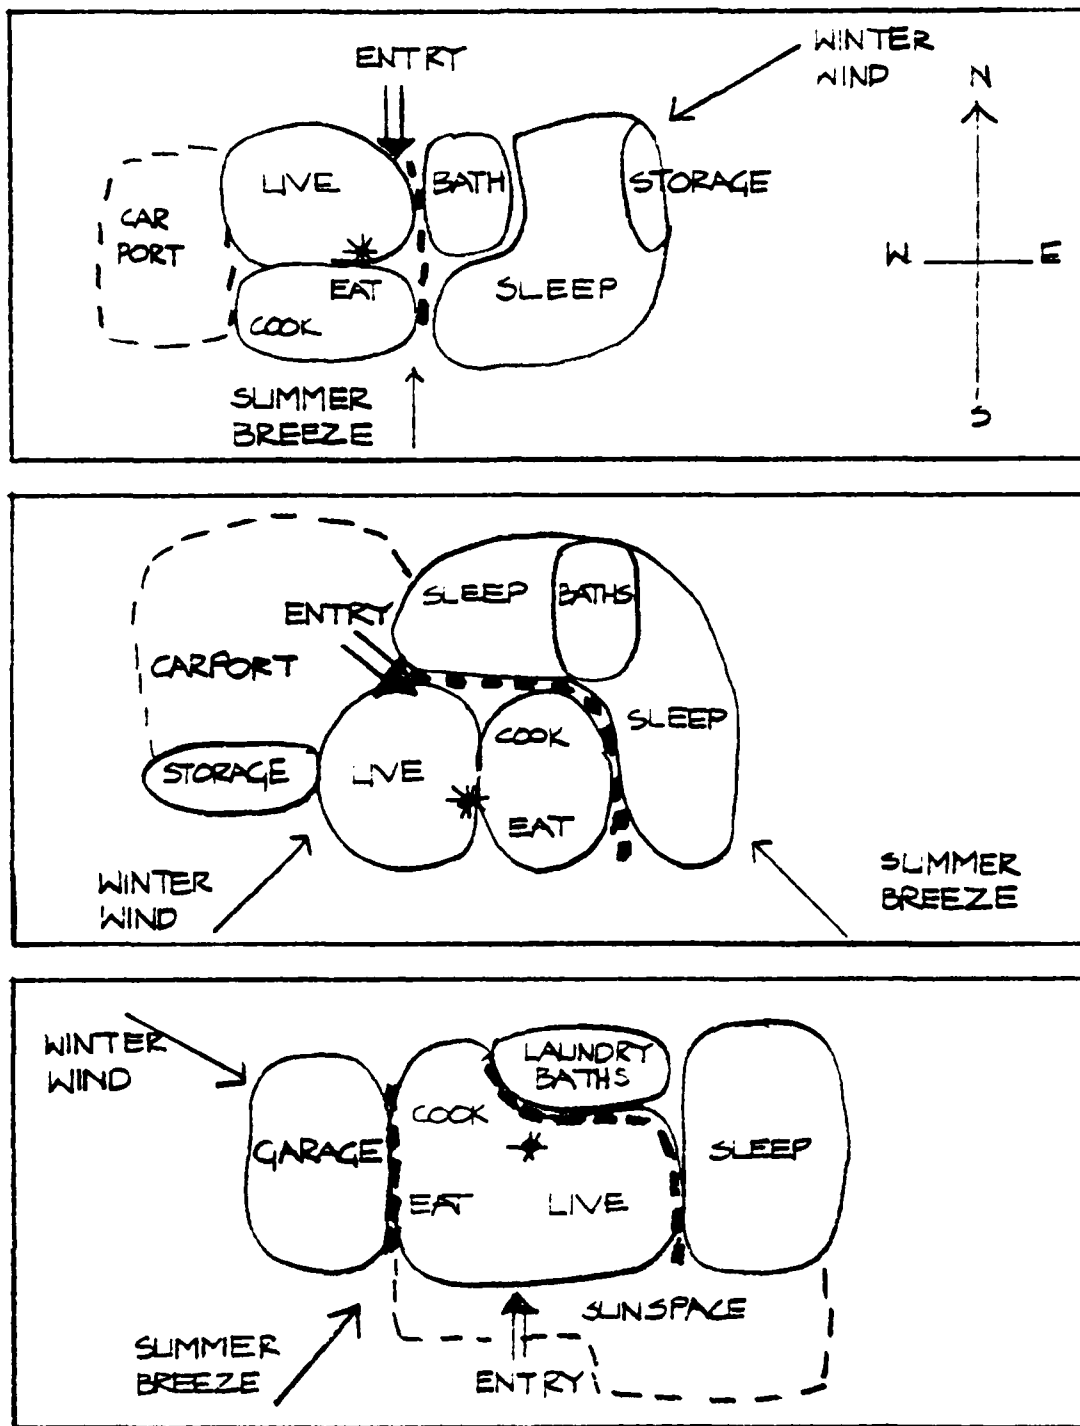 ENTRY
WINTER
WIND
N
LIVE
BATH
STORAGE
CAR
PORT
W
E
EAT
SLEEP
COOK
SUMMER
BREEZE
S
SLEEP
BATHS
ENTRY
CARPORT
SLEEP
COOK
STORAGE
LIVE
EAT
WINTER
WIND
SUMMER
BREEZE
WINTER
WIND
LAUNDRY
BATHS
COOK
GARAGE
SLEEP
EAT
LIVE
SUNSPACE
SUMMER
BREEZE
ENTRY